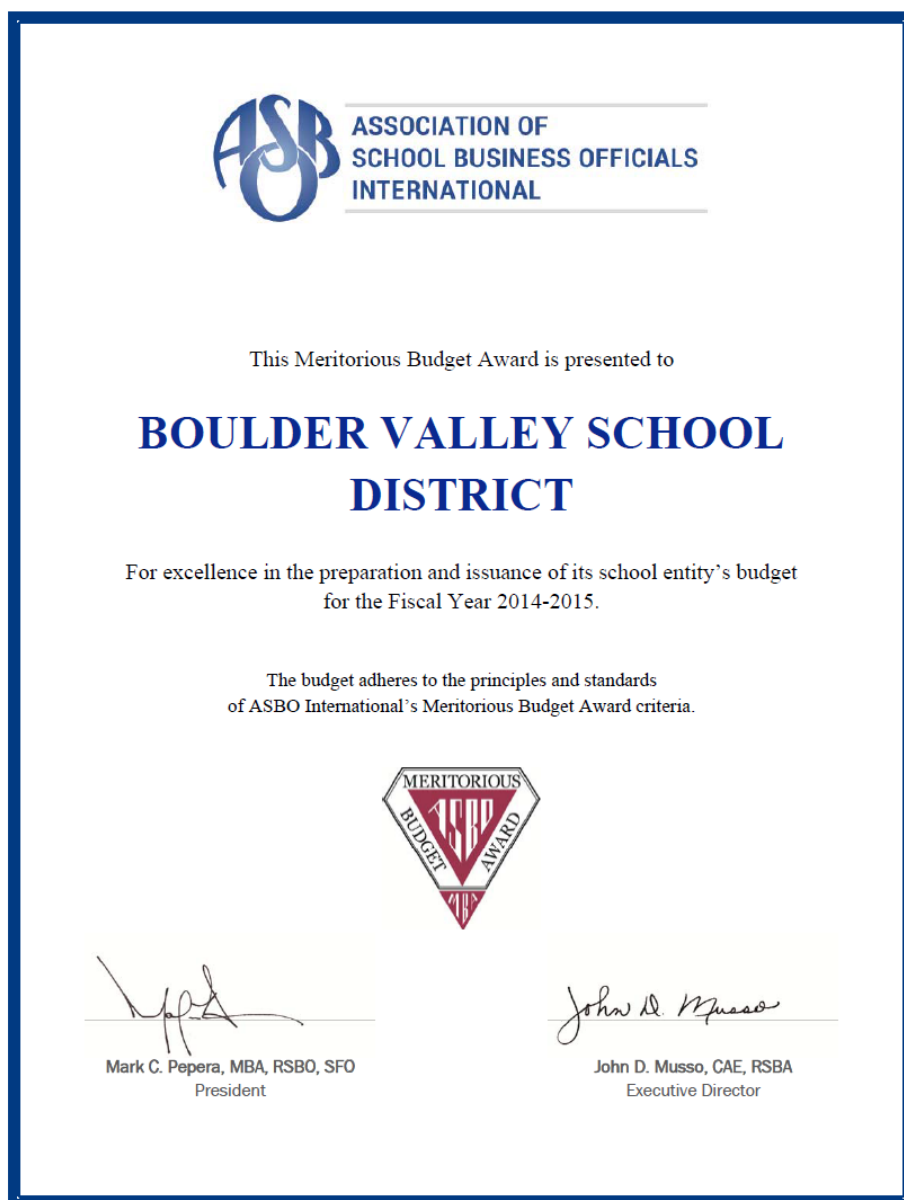 ASBO
ASSOCIATION OF
SCHOOL BUSINESS OFFICIALS
INTERNATIONAL
This Meritorious Budget Award is presented to
BOULDER VALLEY SCHOOL
DISTRICT
For excellence in the preparation and issuance of its school entity’s budget
for the Fiscal Year 2014-2015.
The budget adheres to the principles and standards
of ASBO International’s Meritorious Budget Award criteria.
MERITORIOUS
BUDGET
ASBO
AWARD
MBA
John D. Musso
Mark C. Pepera, MBA, RSBO, SFO
President
John D. Musso, CAE, RSBA
Executive Director